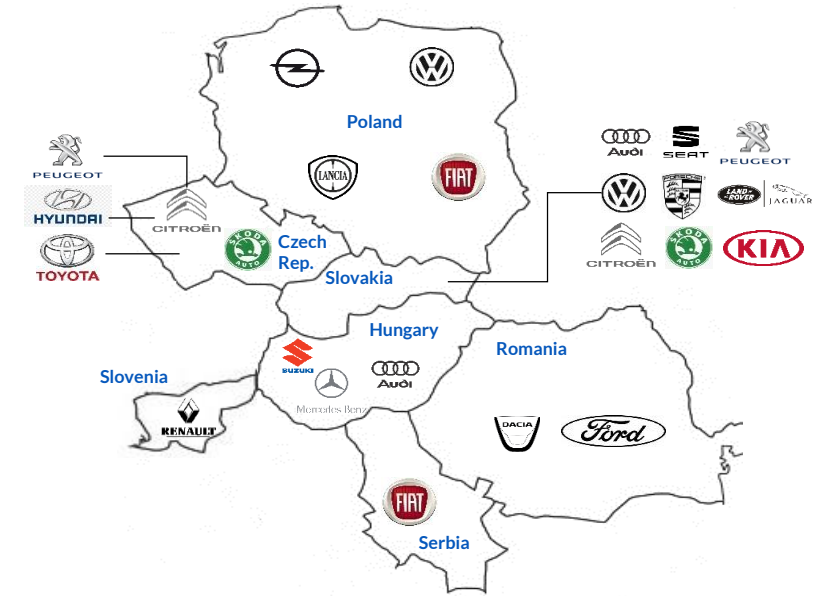 Poland
LANCIA
FIAT
PEUGEOT
HYUNDAI
TOYOTA
CITROËN
ŠKODA
AUTO
Czech
Rep.
Slovakia
Audi
SEAT
PEUGEOT
PORSCHE
LAND-
ROVER
JAGUAR
CITROËN
ŠKODA
AUTO
KIA
Hungary
SUZUKI
Mercedes Benz
Audi
Romania
DACIA
Ford
Slovenia
RENAULT
FIAT
Serbia